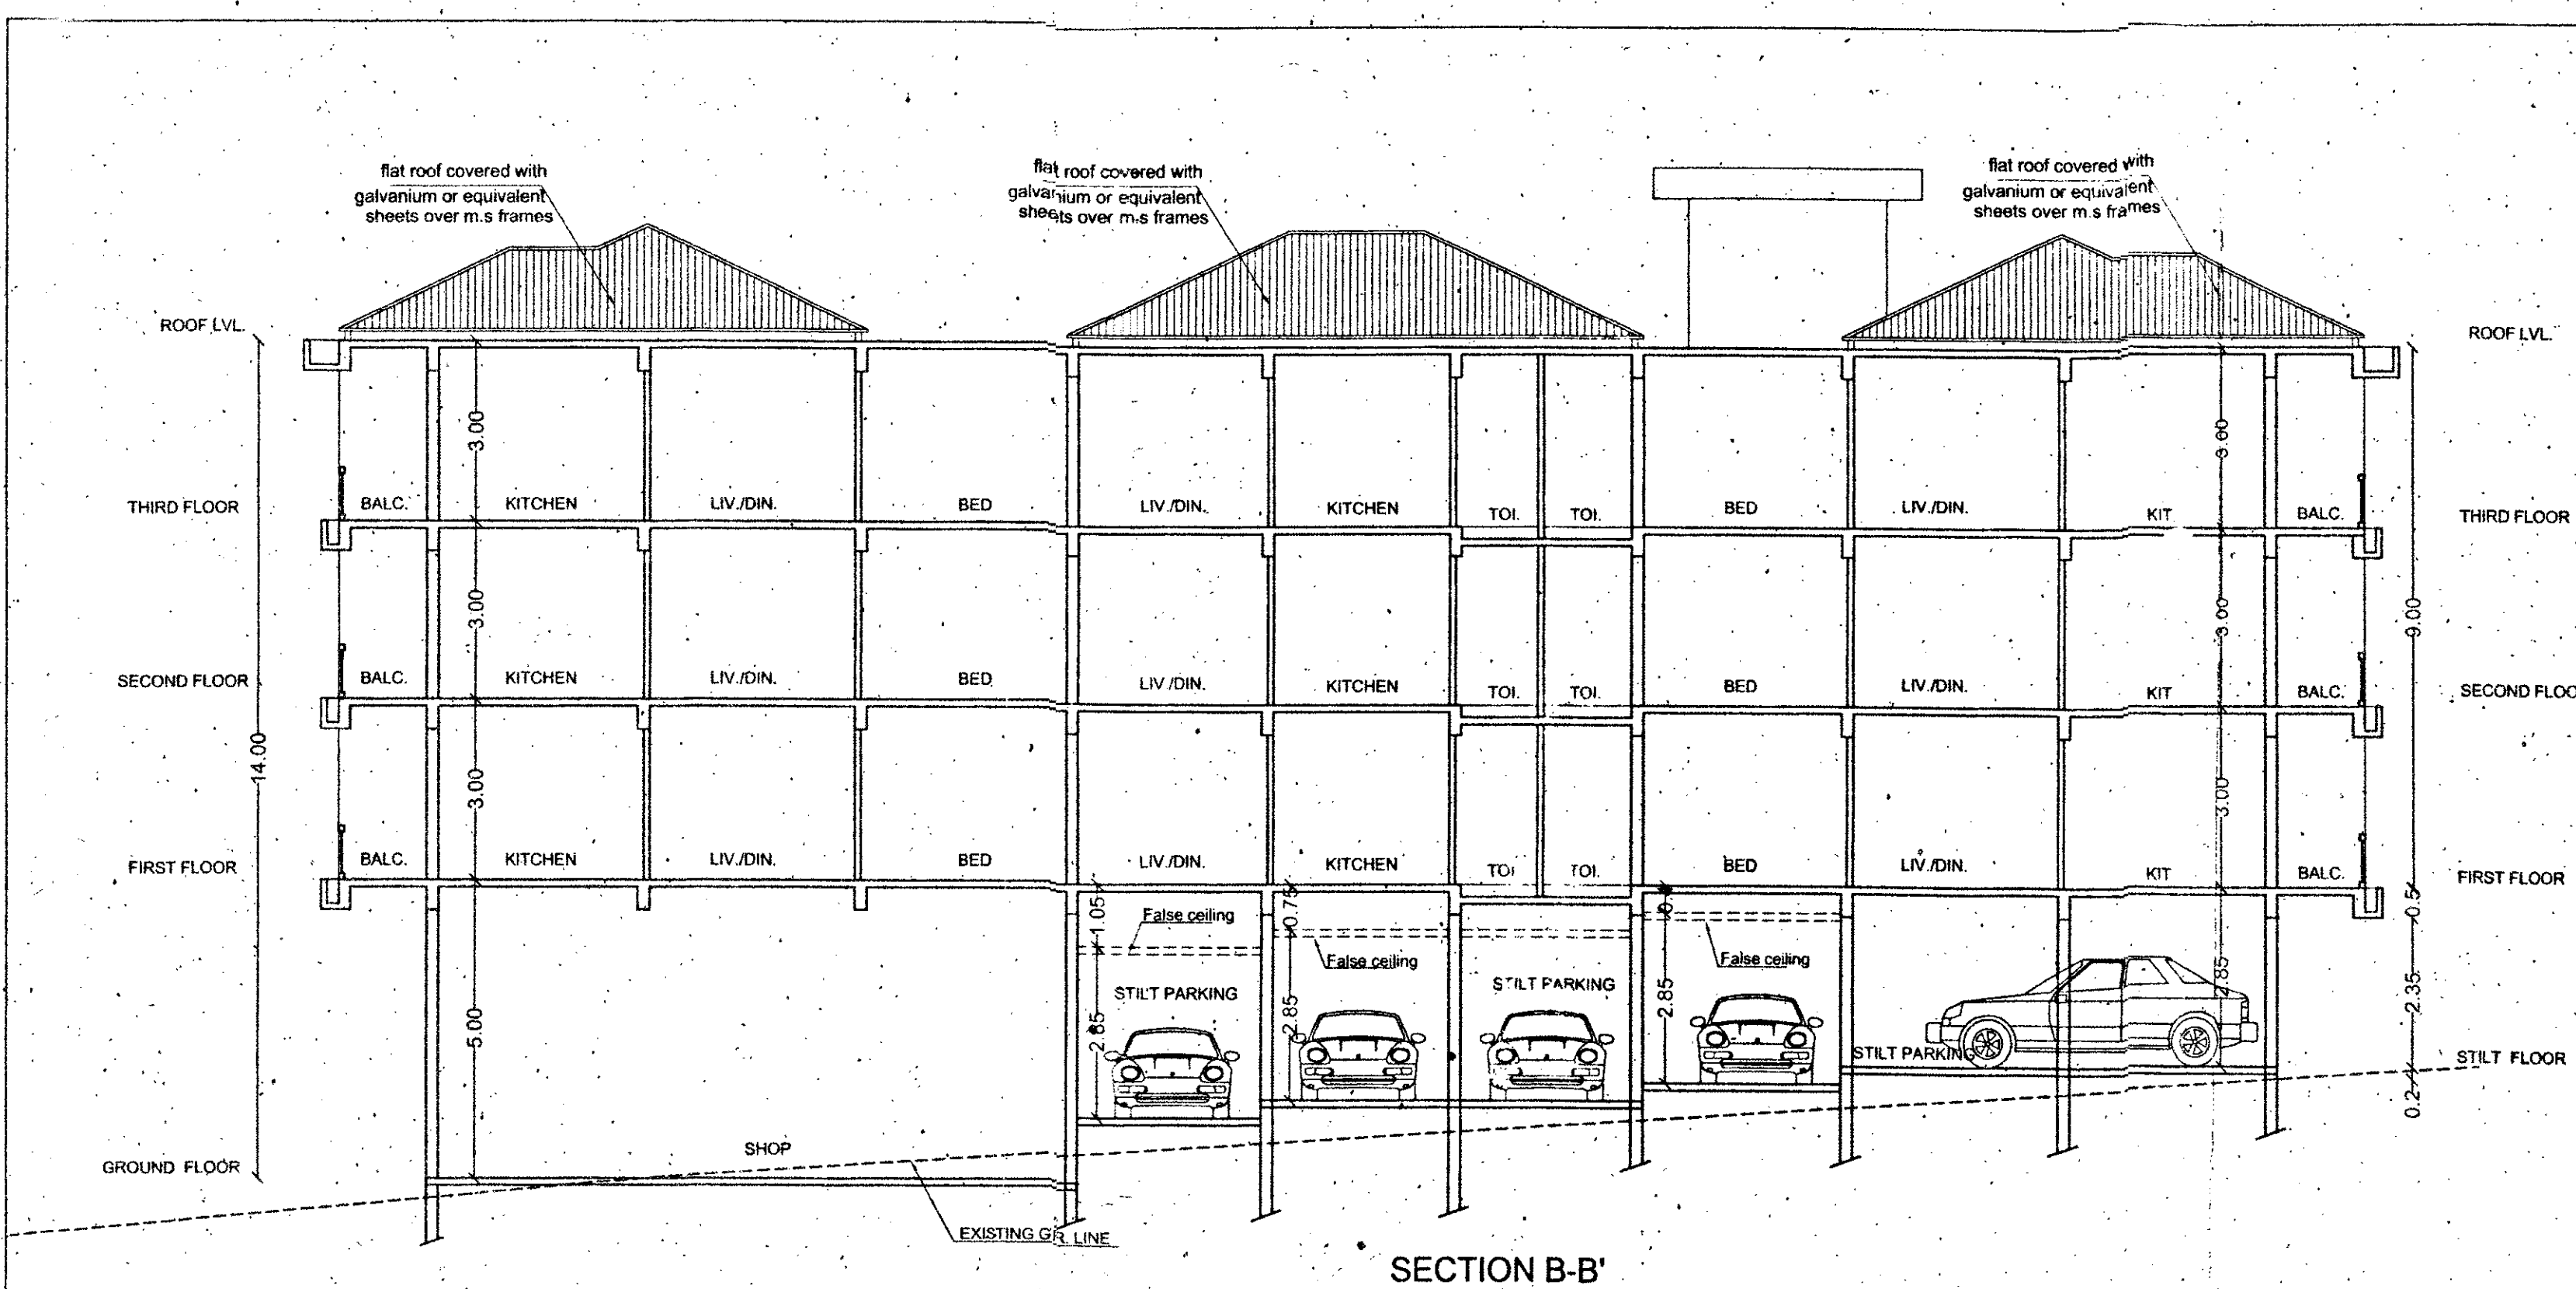 flat roof covered with
galvanium or equivalent
sheets over m.s frames
flat roof covered with
galvanium or equivalent
sheets over m.s frames
flat roof covered with
galvanium or equivalent
sheets over m.s frames
ROOF LVL.
ROOF LVL.
3.00
3.00
THIRD FLOOR
BALC.
KITCHEN
LIV./DIN.
BED
LIV./DIN.
KITCHEN
TOI.
TOI.
BED
LIV./DIN.
KIT
BALC.
THIRD FLOOR
3.00
3.00
9.00
SECOND FLOOR
BALC.
KITCHEN
LIV./DIN.
BED
LIV./DIN.
KITCHEN
TOI.
TOI.
BED
LIV./DIN.
KIT
BALC.
SECOND FLOO
14.00
3.00
3.00
FIRST FLOOR
BALC.
KITCHEN
LIV./DIN.
BED
LIV./DIN.
KITCHEN
TOI
TOI.
BED
LIV./DIN.
KIT
BALC.
FIRST FLOOR
1.05
False ceiling
0.75
False ceiling
False ceiling
0.5
STILT PARKING
STILT PARKING
2.85
2.85
2.85
2.85
2.35
5.00
STILT PARKING
STILT FLOOR
0.2
SHOP
GROUND FLOOR
EXISTING GR. LINE
SECTION B-B'